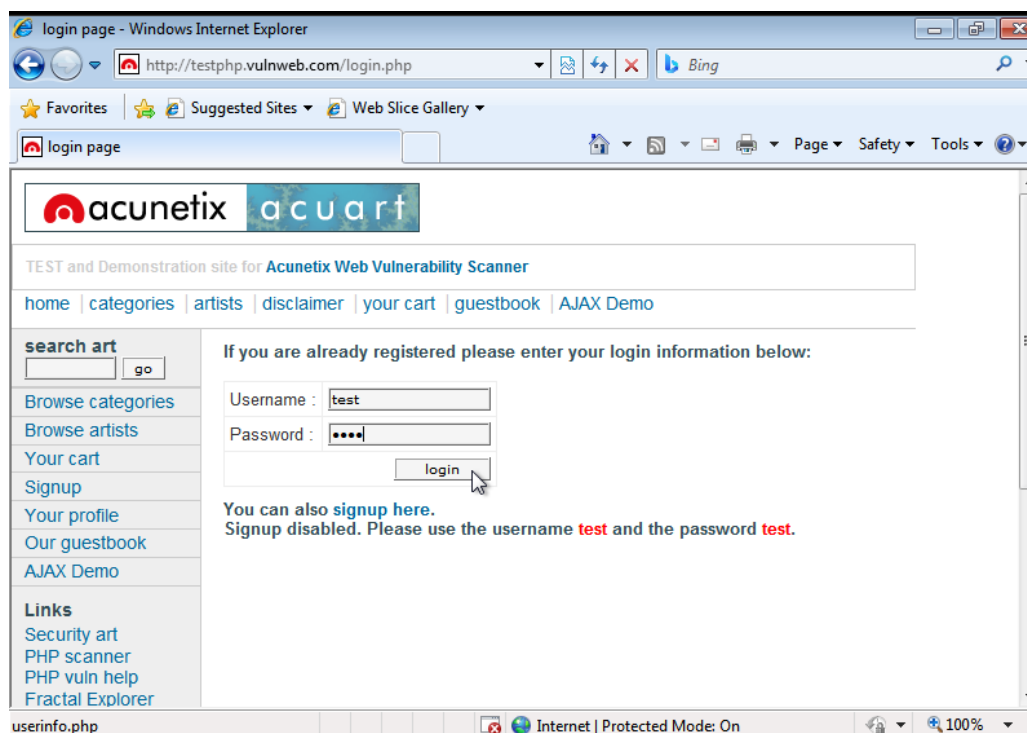 login page - Windows Internet Explorer
http://testphp.vulnweb.com/login.php
Bing
Favorites
Suggested Sites
Web Slice Gallery
login page
Page
Safety
Tools
acunetix acuart
TEST and Demonstration site for Acunetix Web Vulnerability Scanner
home | categories | artists | disclaimer | your cart | guestbook | AJAX Demo
search art
go
Browse categories
Browse artists
Your cart
Signup
Your profile
Our guestbook
AJAX Demo
Links
Security art
PHP scanner
PHP vuln help
Fractal Explorer
If you are already registered please enter your login information below:
Username : test
Password : ••••
login
You can also signup here.
Signup disabled. Please use the username test and the password test.
userinfo.php
Internet | Protected Mode: On
100%